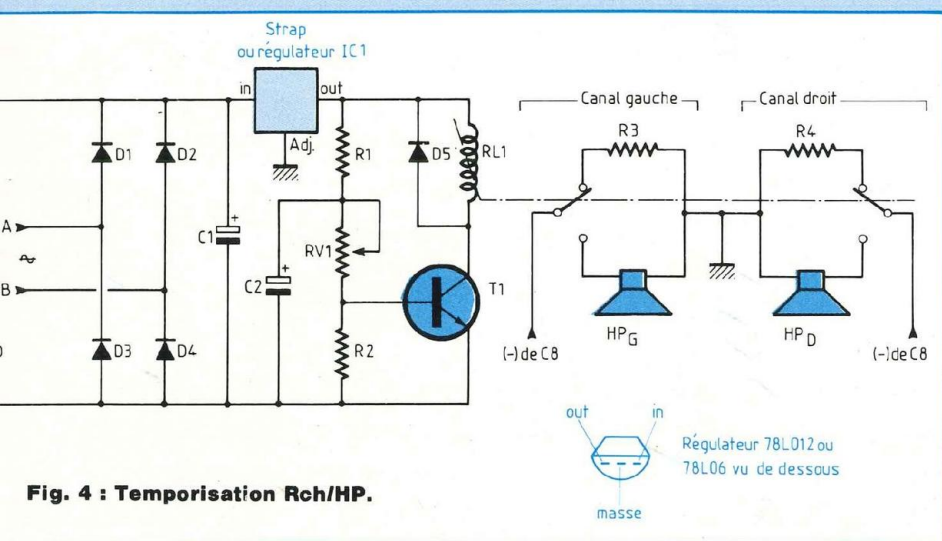 Strap
ou régulateur IC1
in
out
Adj.
Canal gauche
Canal droit
R3
R4
D1
D2
R1
D5
RL1
A
C1
RV1
B
C2
T1
HPG
HPD
D3
D4
R2
(-) de C8
(-) de C8
out
in
Régulateur 78L012 ou
78L06 vu de dessous
masse
Fig. 4 : Temporisation Rch/HP.